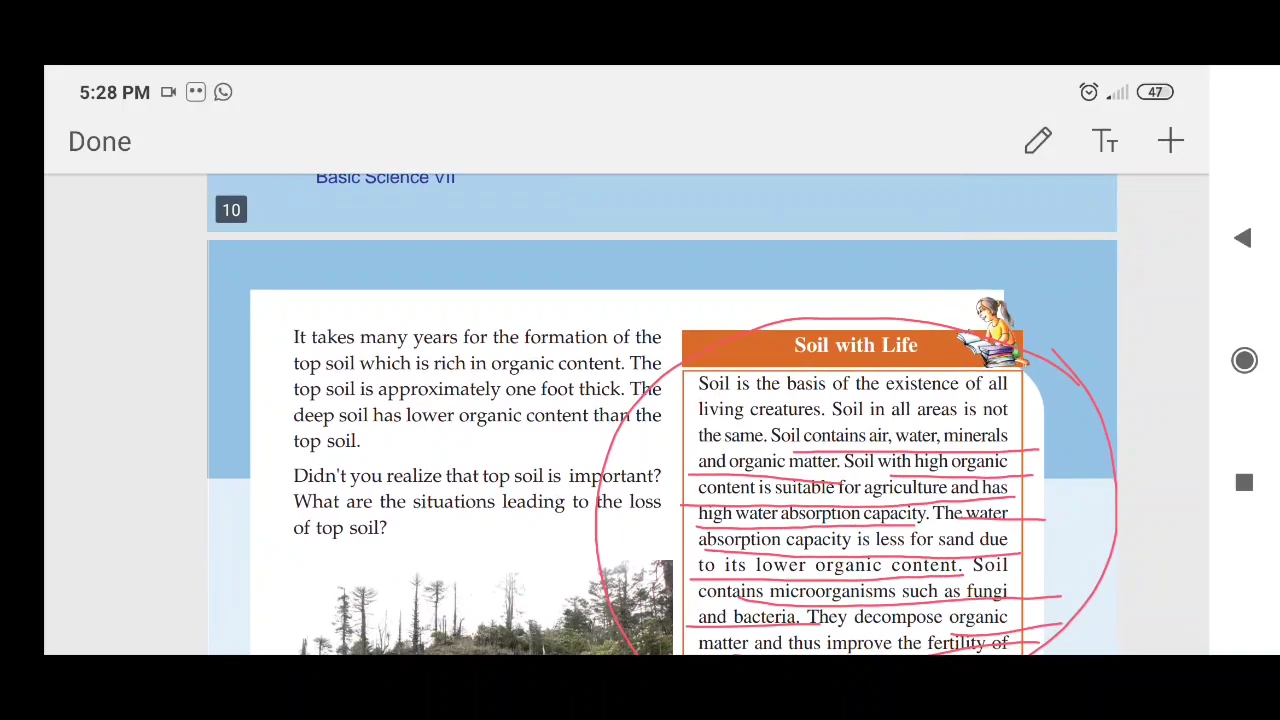 5:28 PM
47
Done
TT
Basic Science VII
10
It takes many years for the formation of the
top soil which is rich in organic content. The
top soil is approximately one foot thick. The
deep soil has lower organic content than the
top soil.
Didn't you realize that top soil is important?
What are the situations leading to the loss
of top soil?
Soil with Life
Soil is the basis of the existence of all
living creatures. Soil in all areas is not
the same. Soil contains air, water, minerals
and organic matter. Soil with high organic
content is suitable for agriculture and has
high water absorption capacity. The water
absorption capacity is less for sand due
to its lower organic content. Soil
contains microorganisms such as fungi
and bacteria. They decompose organic
matter and thus improve the fertility of